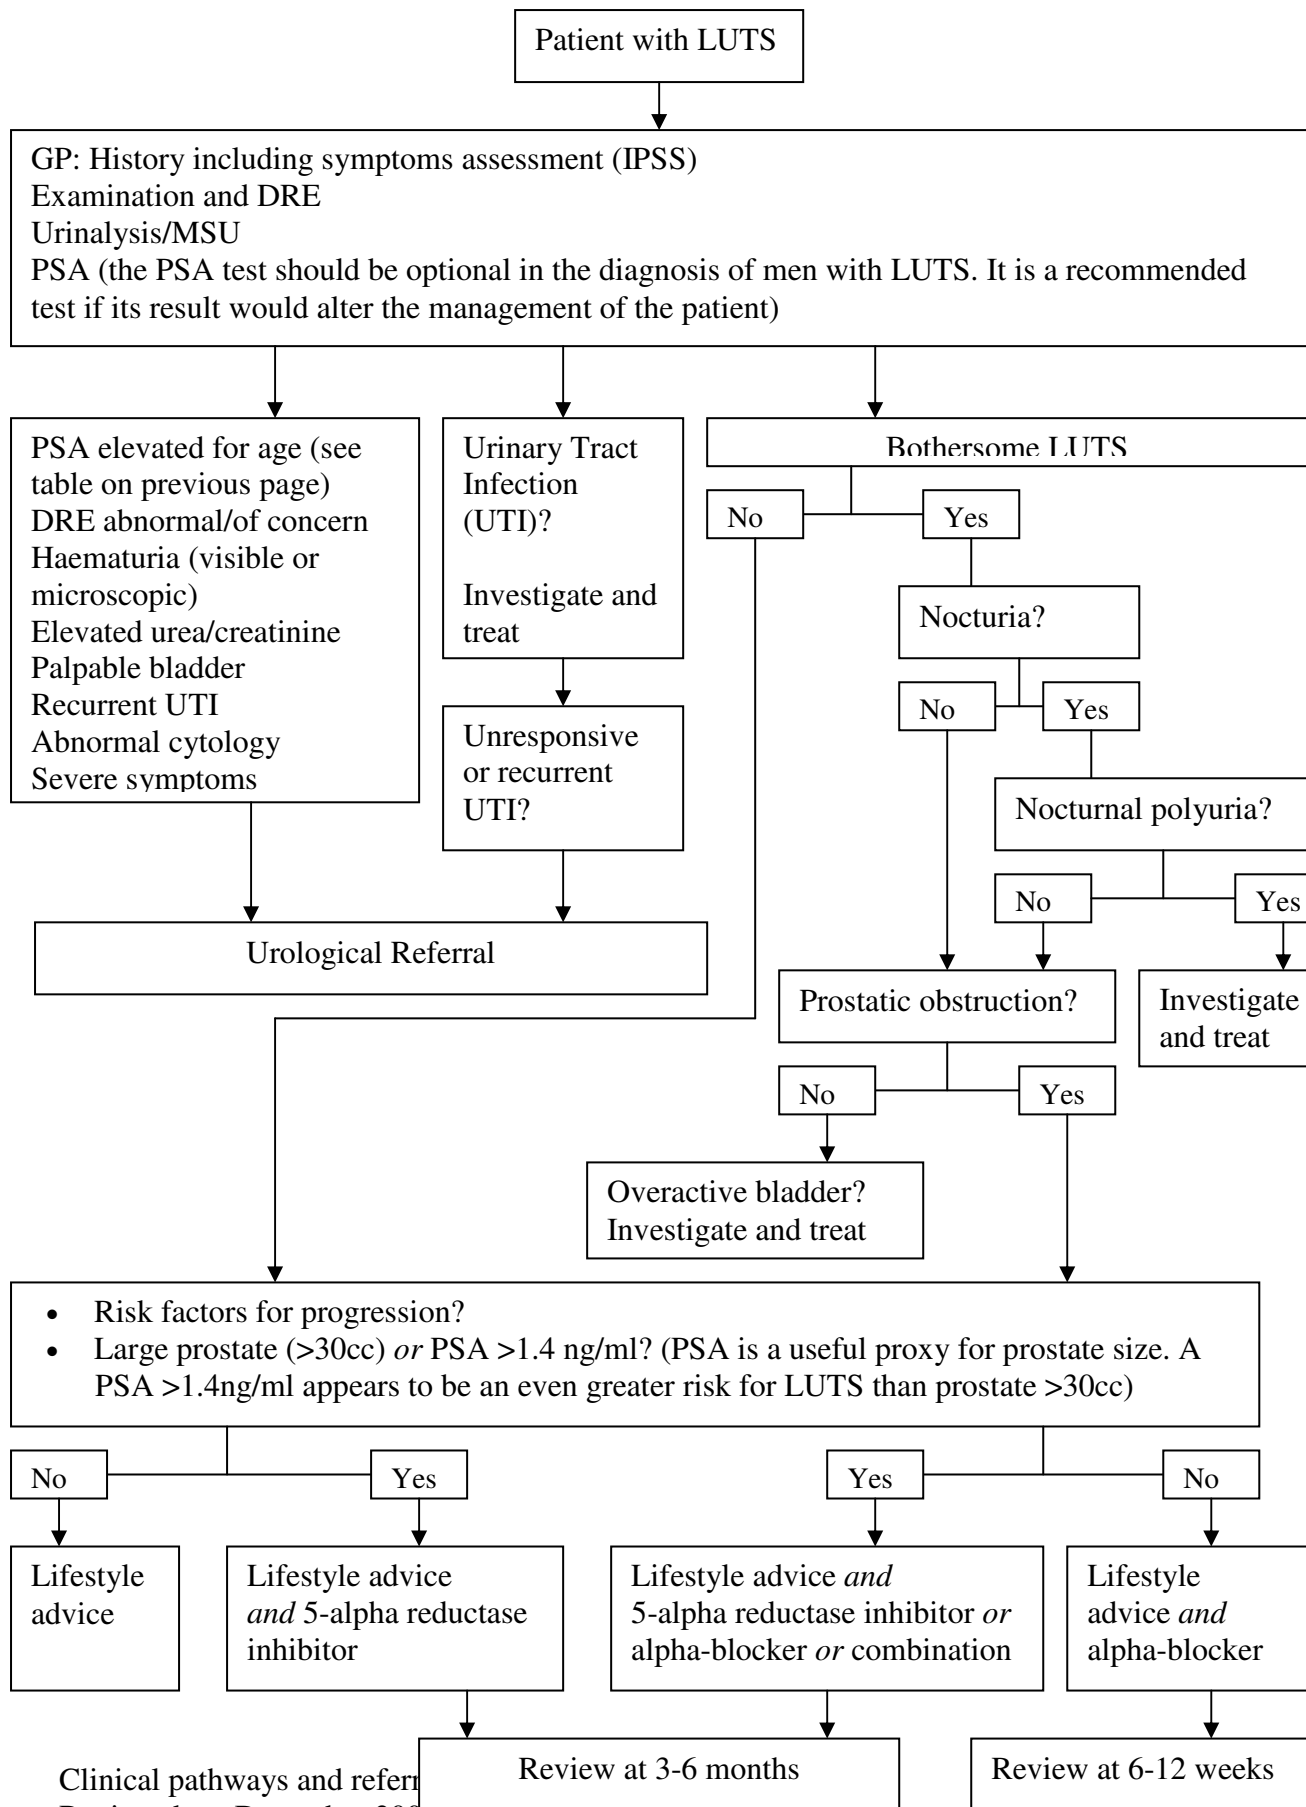 Patient with LUTS
GP: History including symptoms assessment (IPSS)
Examination and DRE
Urinalysis/MSU
PSA (the PSA test should be optional in the diagnosis of men with LUTS. It is a recommended
test if its result would alter the management of the patient)
PSA elevated for age (see
table on previous page)
DRE abnormal/of concern
Haematuria (visible or
microscopic)
Elevated urea/creatinine
Palpable bladder
Recurrent UTI
Abnormal cytology
Severe symptoms
Urinary Tract
Infection
(UTI)?
Investigate and
treat
Unresponsive
or recurrent
UTI?
Urological Referral
Bothersome LUTS
No
Yes
Nocturia?
No
Yes
Nocturnal polyuria?
No
Yes
Prostatic obstruction?
Investigate
and treat
No
Yes
Overactive bladder?
Investigate and treat
• Risk factors for progression?
• Large prostate (>30cc) or PSA >1.4 ng/ml? (PSA is a useful proxy for prostate size. A
PSA >1.4ng/ml appears to be an even greater risk for LUTS than prostate >30cc)
No
Yes
Yes
No
Lifestyle
advice
Lifestyle advice
and 5-alpha reductase
inhibitor
Lifestyle advice and
5-alpha reductase inhibitor or
alpha-blocker or combination
Lifestyle
advice and
alpha-blocker
Review at 3-6 months
Review at 6-12 weeks
Clinical pathways and